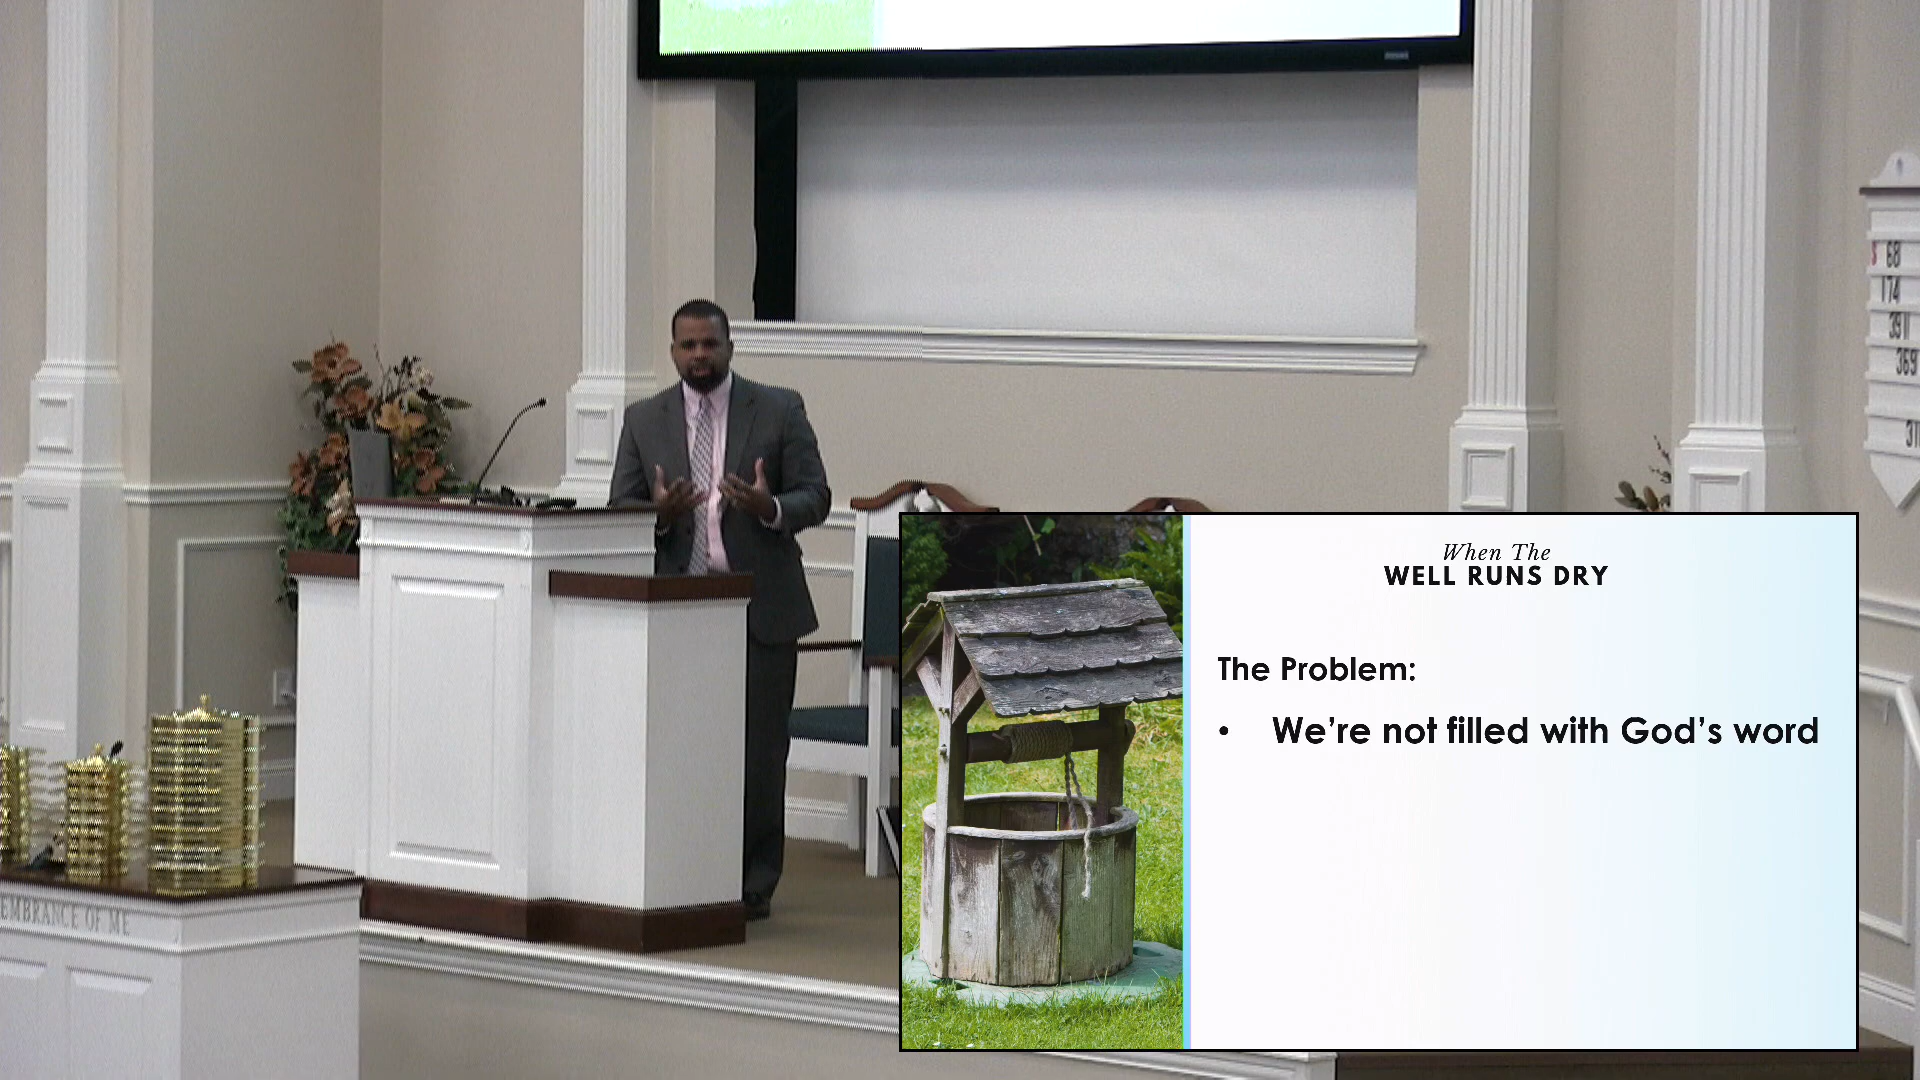 68
174
391
369
When The
WELL RUNS DRY
The Problem:
• We're not filled with God's word
EMBRANCE OF ME